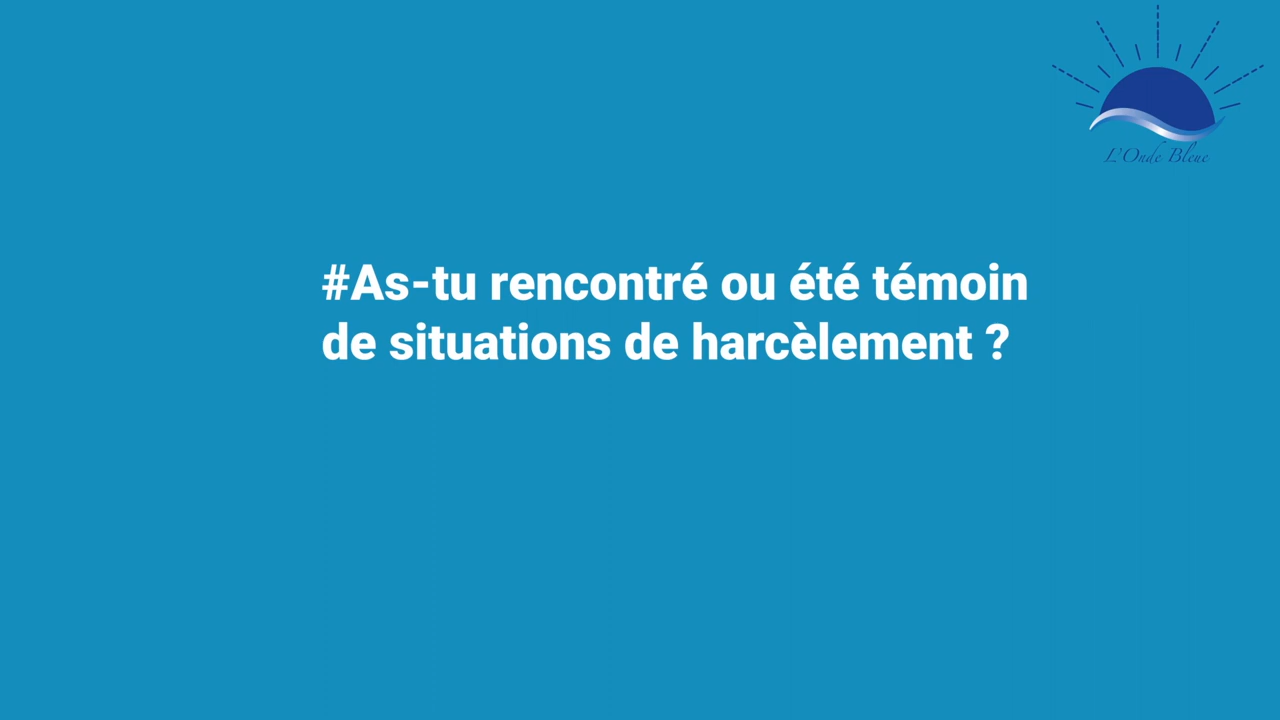 L'Onde Bleue
#As-tu rencontré ou été témoin
de situations de harcèlement ?